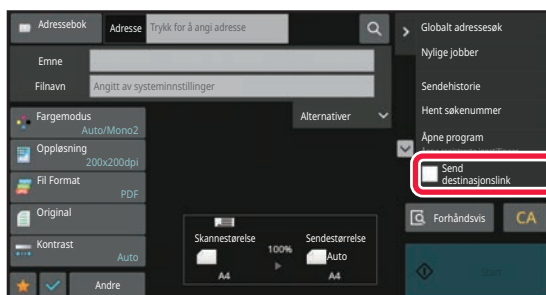 Adressebok
Adresse
Trykk for å angi adresse
Emne
Filnavn
Angitt av systeminnstillinger
Fargemodus
Auto/Mono2
Oppløsning
200x200dpi
Fil Format
PDF
Original
Kontrast
Auto
Andre
Alternativer
Skannestørelse
A4
100%
Sendestørrelse
Auto
A4
Globalt adressesøk
Nylige jobber
Sendehistorie
Hent søkenummer
Åpne program
Send
destinasjonslink
Forhåndsvis
CA
Start